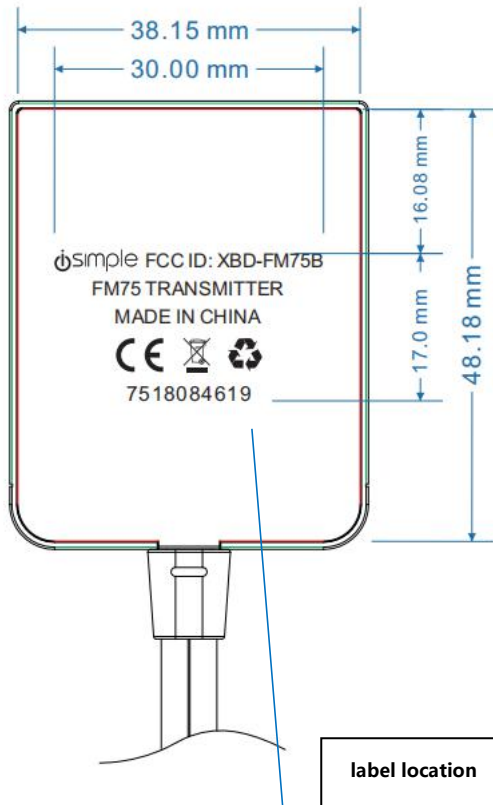 38.15 mm
30.00 mm
16.08 mm
17.0 mm
48.18 mm
isimple FCC ID: XBD-FM75B
FM75 TRANSMITTER
MADE IN CHINA
CE
7518084619
label location